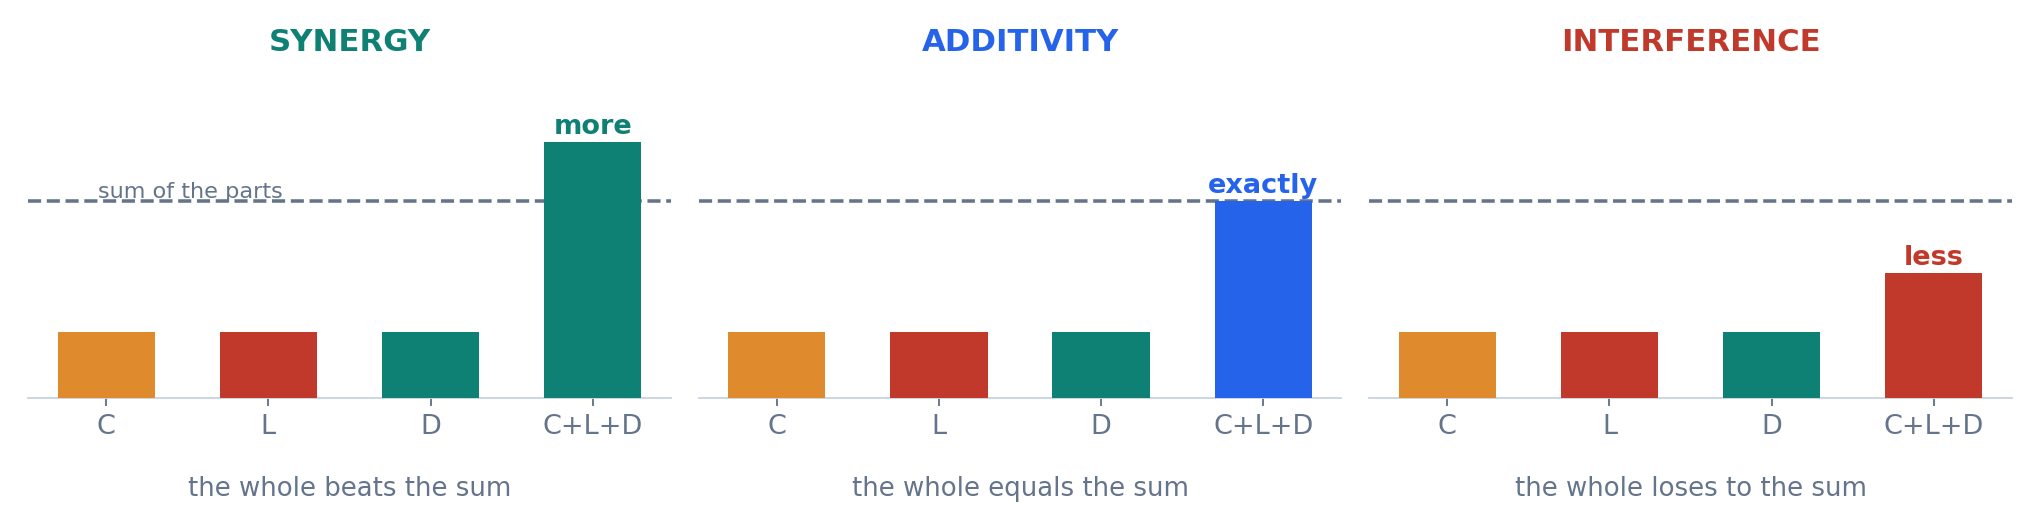 SYNERGY
more
sum of the parts
C L D C+L+D
the whole beats the sum
ADDITIVITY
exactly
C L D C+L+D
the whole equals the sum
INTERFERENCE
less
C L D C+L+D
the whole loses to the sum